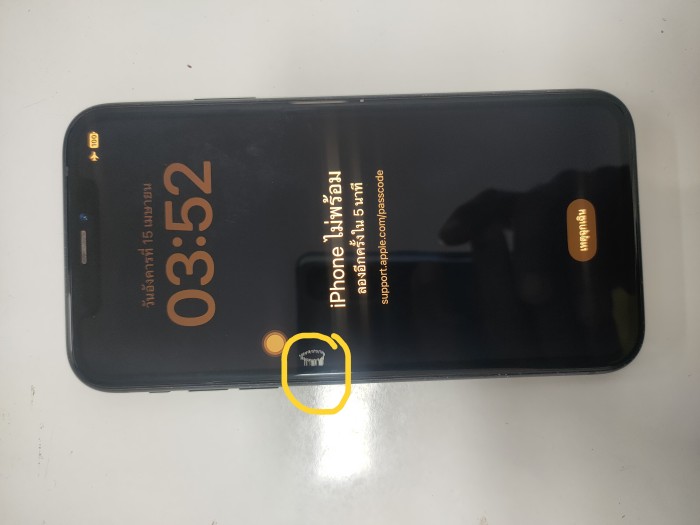 100
วันอังคารที่ 15 เมษายน
03:52
iPhone ไม่พร้อม
ลองอีกครั้งใน 5 นาที
support.apple.com/passcode
เหตุฉุกเฉิน